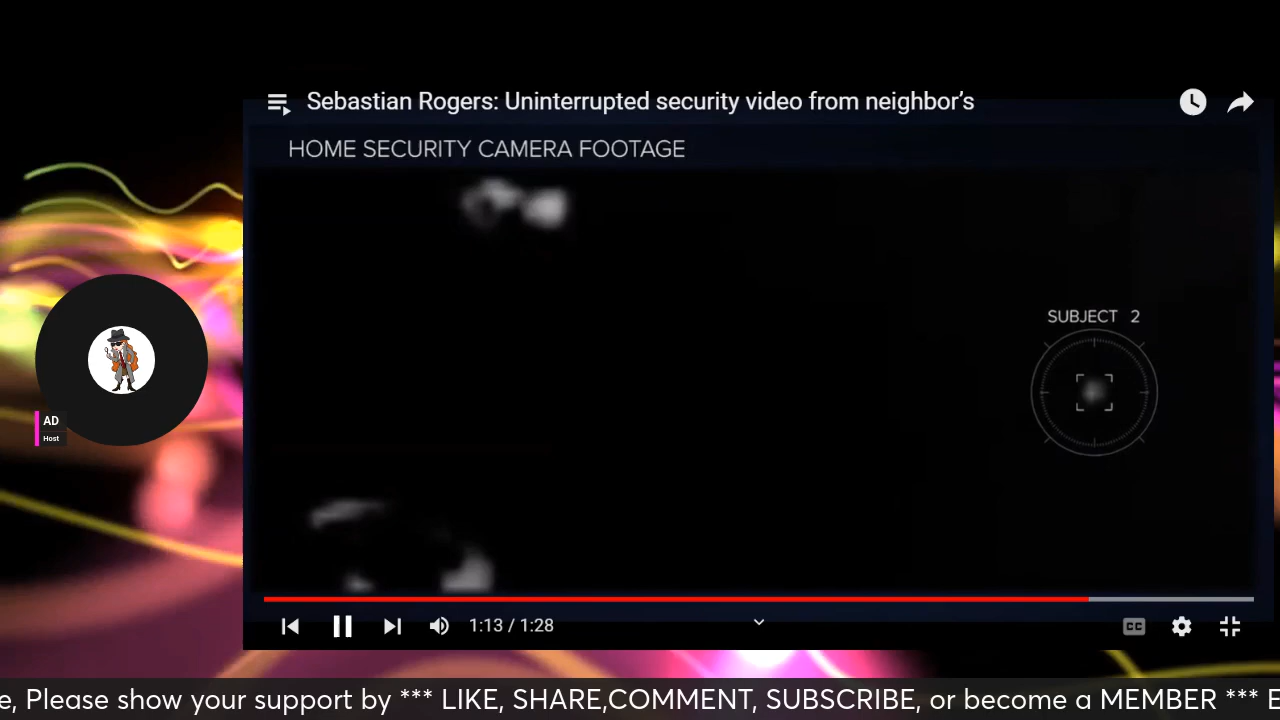 Sebastian Rogers: Uninterrupted security video from neighbor’s
HOME SECURITY CAMERA FOOTAGE
SUBJECT 2
AD
Host
1:13 / 1:28
CC
e, Please show your support by *** LIKE, SHARE,COMMENT, SUBSCRIBE, or become a MEMBER *** E